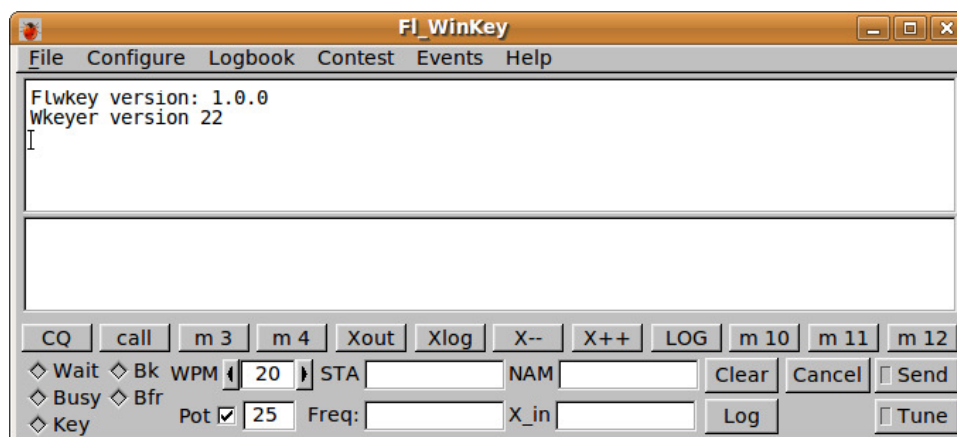 Fl_WinKey
File Configure Logbook Contest Events Help
Flwkey version: 1.0.0
Wkeyer version 22
CQ call m 3 m 4 Xout Xlog X-- X++ LOG m 10 m 11 m 12
Wait Bk WPM 20 STA NAM Clear Cancel Send
Busy Bfr
Key Pot 25 Freq: X_in Log Tune